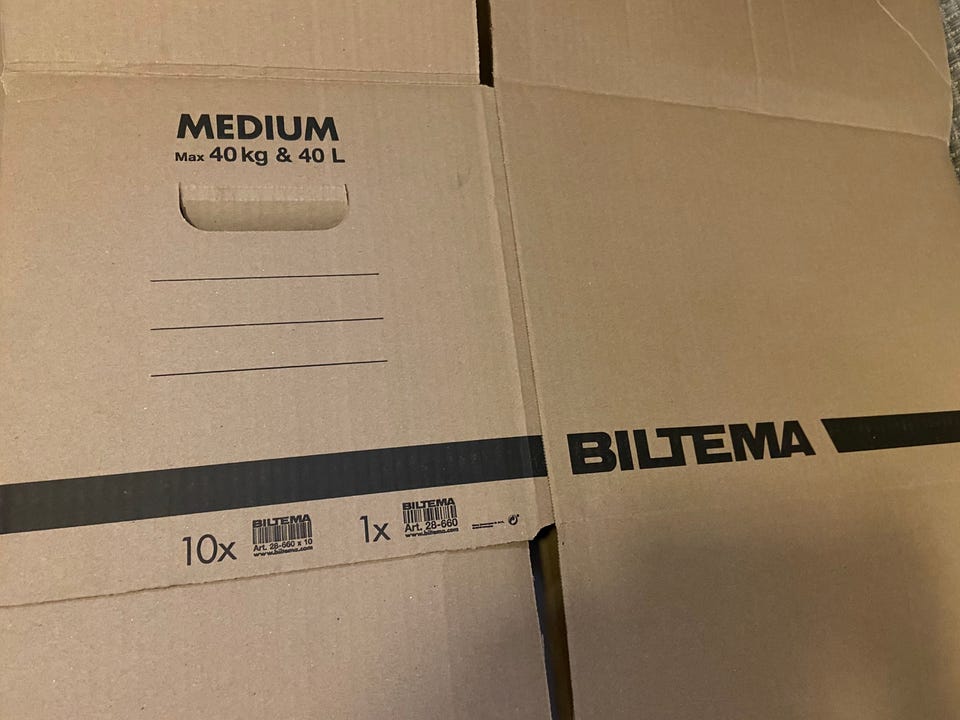 MEDIUM
Max 40 kg & 40 L
BILTEMA
10x
BILTEMA
Art. 28-660 x 10
www.biltema.com
1x
BILTEMA
Art. 28-660
www.biltema.com